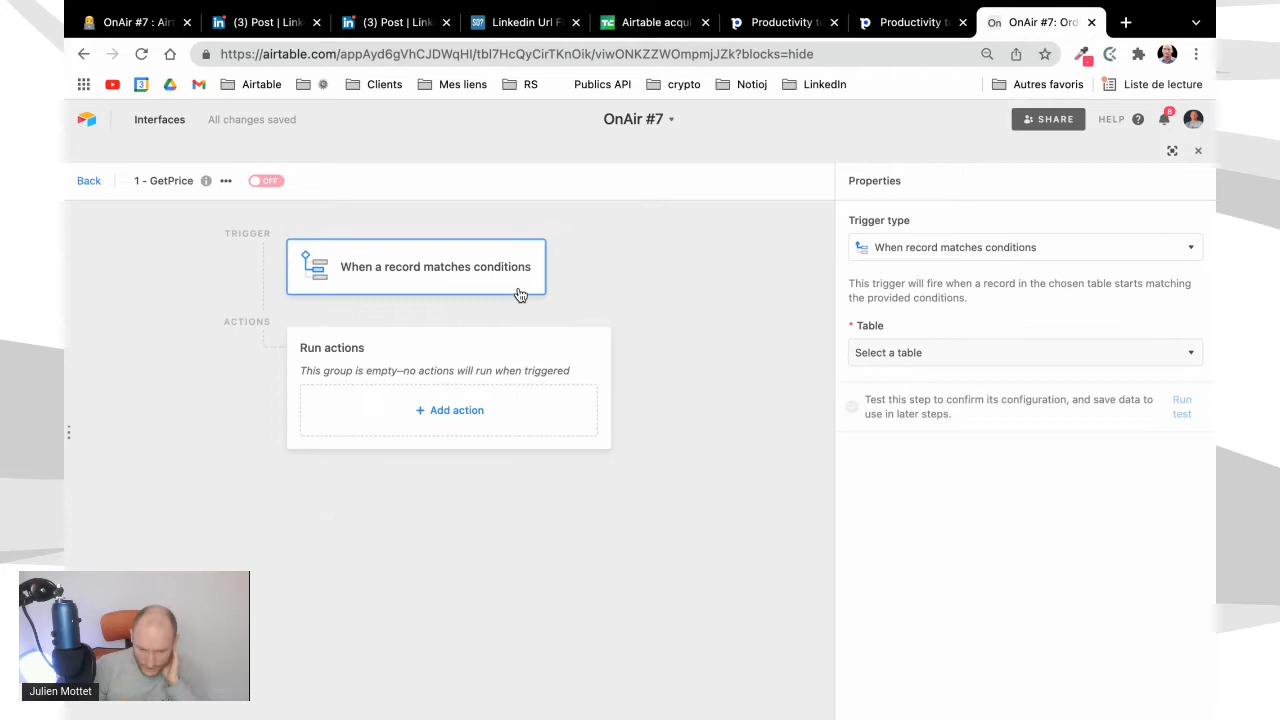 OnAir #7 : Airt
(3) Post | Link
(3) Post | Link
Linkedin Url F
Airtable acqui
Productivity to
Productivity to
On OnAir #7: Ord
https://airtable.com/appAyd6gVhCJDWqHI/tbl7HcQyCirTKnOik/viwONKZZWOmpmjJZk?blocks=hide
Airtable
Clients
Mes liens
RS
Publics API
crypto
Notioj
LinkedIn
Autres favoris
Liste de lecture
Interfaces
All changes saved
OnAir #7
SHARE
HELP
8
Back
1 - GetPrice
OFF
Properties
TRIGGER
When a record matches conditions
Trigger type
When record matches conditions
This trigger will fire when a record in the chosen table starts matching
the provided conditions.
ACTIONS
Run actions
This group is empty—no actions will run when triggered
+ Add action
* Table
Select a table
Test this step to confirm its configuration, and save data to
use in later steps.
Run
test
Julien Mottet